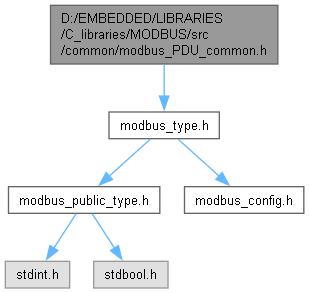 D:/EMBEDDED/LIBRARIES
/C_libraries/MODBUS/src
/common/modbus_PDU_common.h
modbus_type.h
modbus_public_type.h
modbus_config.h
stdint.h
stdbool.h